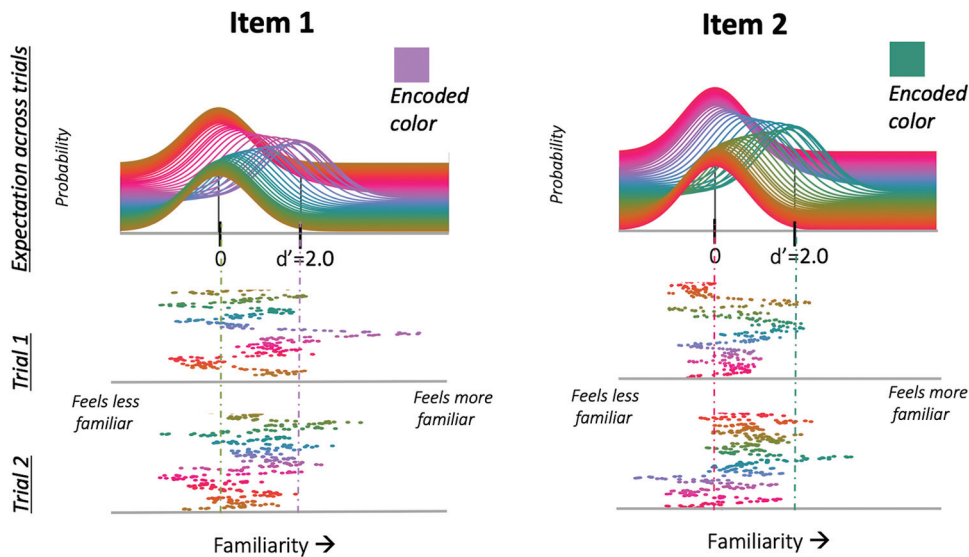 Item 1
Item 2
Encoded
color
Encoded
color
Expectation across trials
Probability
Probability
0
d'=2.0
0
d'=2.0
Trial 1
Feels less
familiar
Feels more
familiar
Feels less
familiar
Feels more
familiar
Trial 2
Familiarity →
Familiarity →